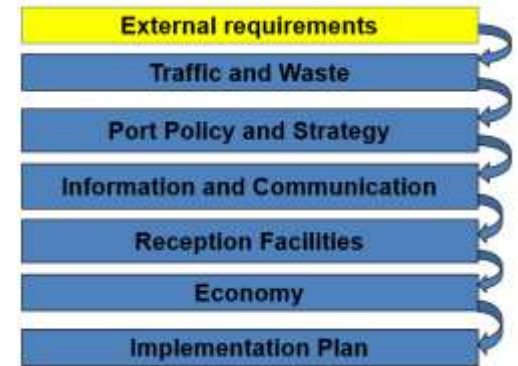 External requirements
Traffic and Waste
Port Policy and Strategy
Information and Communication
Reception Facilities
Economy
Implementation Plan